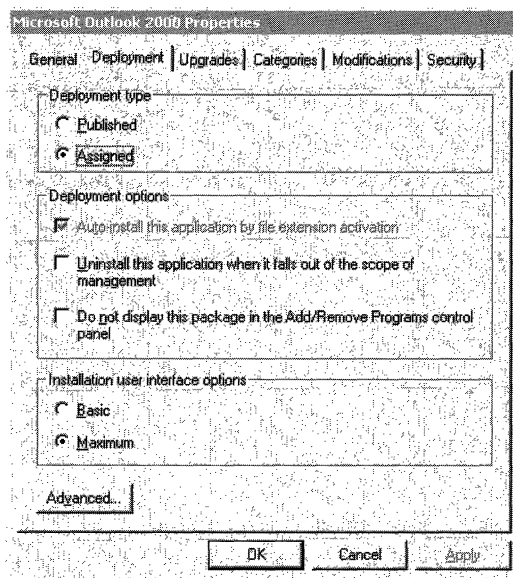 Microsoft Outlook 2000 Properties
General Deployment Upgrades Categories Modifications Security
Deployment type
Published
Assigned
Deployment options
Auto-install this application by file extension activation
Uninstall this application when it falls out of the scope of
management
Do not display this package in the Add/Remove Programs control
panel
Installation user interface options
Basic
Maximum
Advanced...
OK Cancel Apply